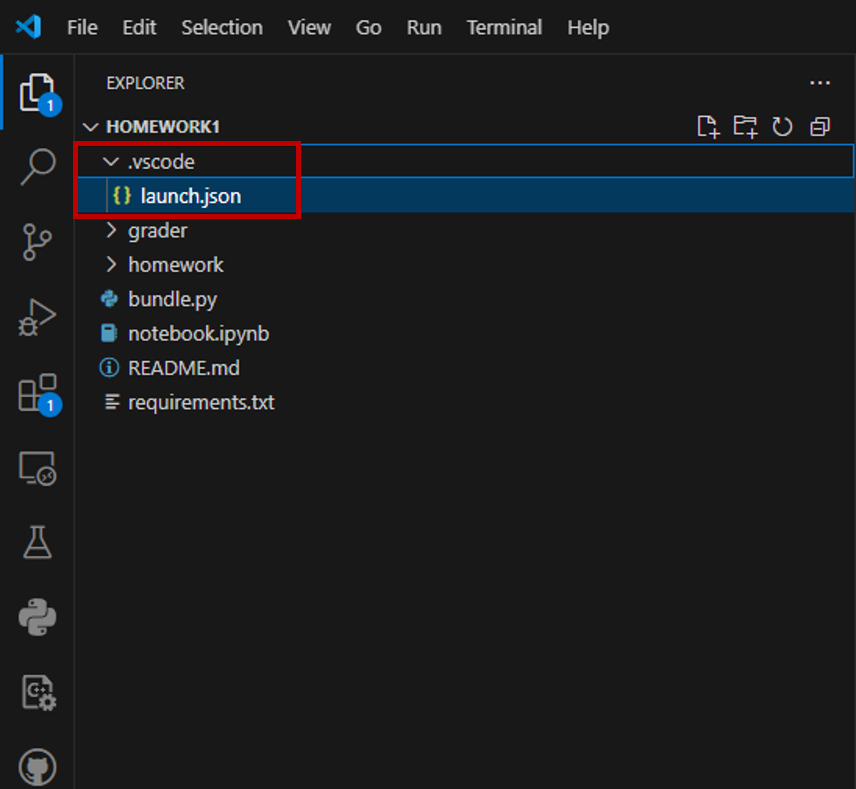 File Edit Selection View Go Run Terminal Help
EXPLORER
HOMEWORK1
.vscode
{} launch.json
grader
homework
bundle.py
notebook.ipynb
README.md
requirements.txt
1
1
C++